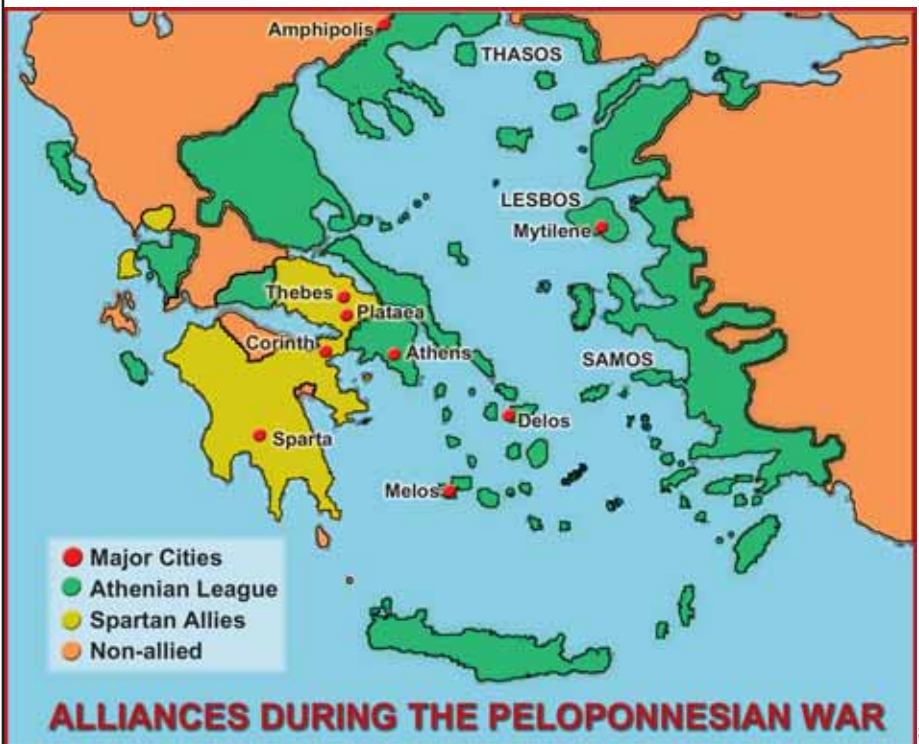 Amphipolis
THASOS
LESBOS
Mytilene
Thebes
Plataea
Corinth
Athens
SAMOS
Delos
Sparta
Melos
Major Cities
Athenian League
Spartan Allies
Non-allied
ALLIANCES DURING THE PELOPONNESIAN WAR